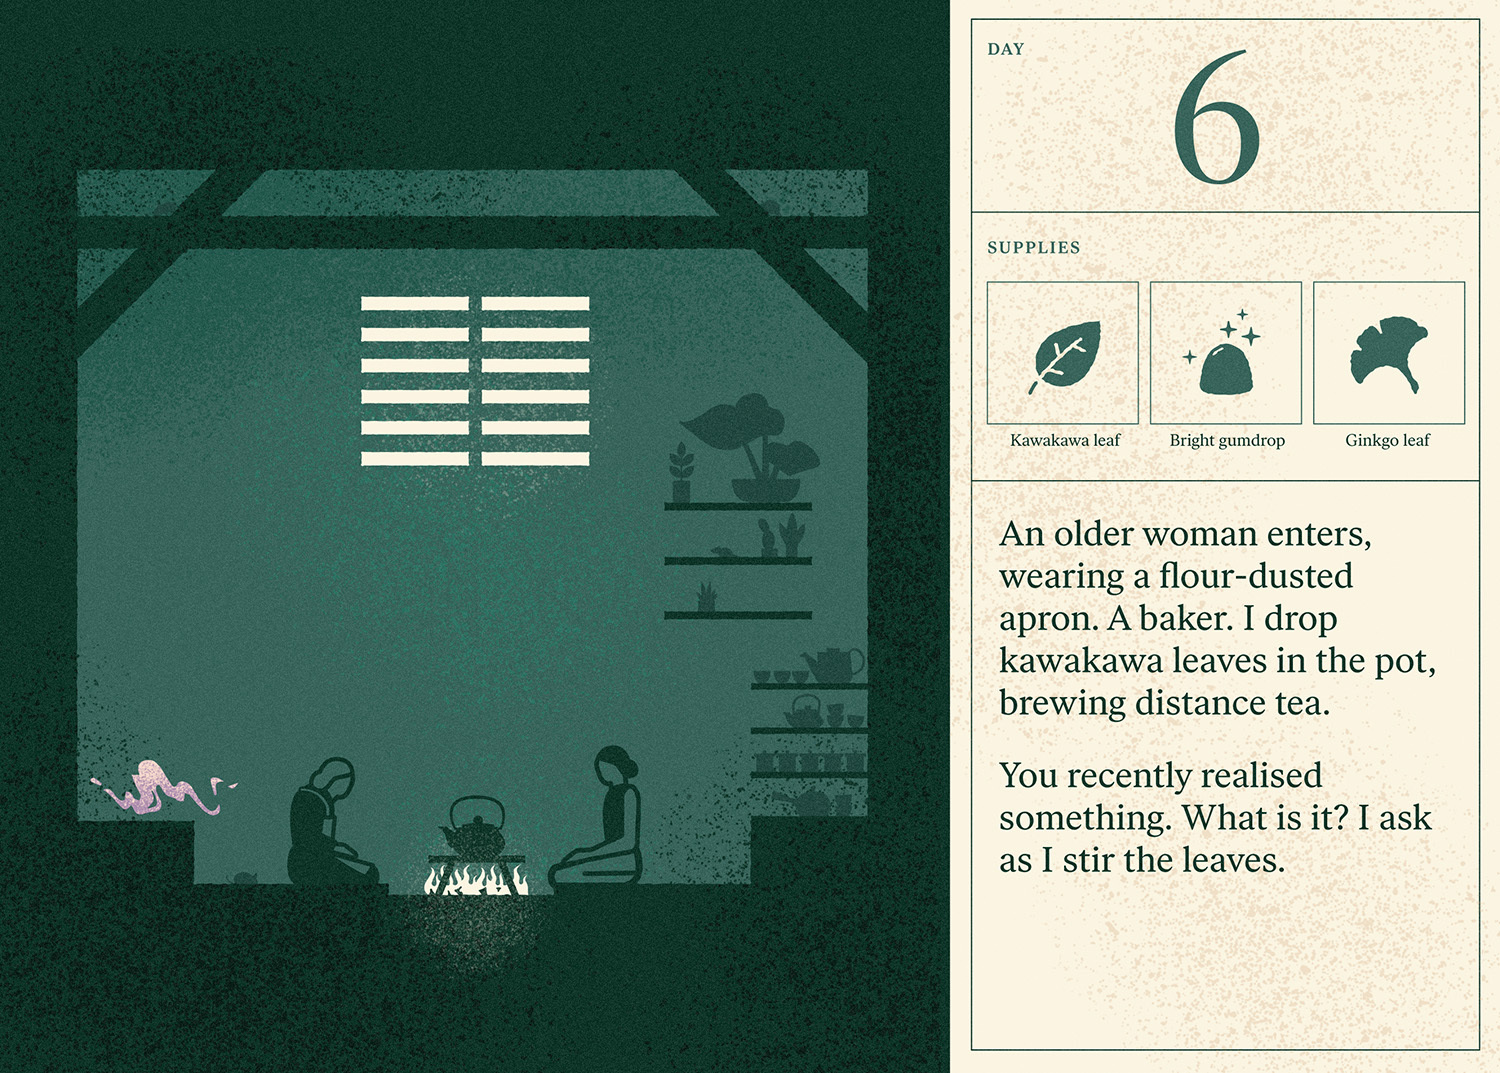 DAY
6
SUPPLIES
Kawakawa leaf
Bright gumdrop
Ginkgo leaf
An older woman enters,
wearing a flour-dusted
apron. A baker. I drop
kawakawa leaves in the pot,
brewing distance tea.
You recently realised
something. What is it? I ask
as I stir the leaves.